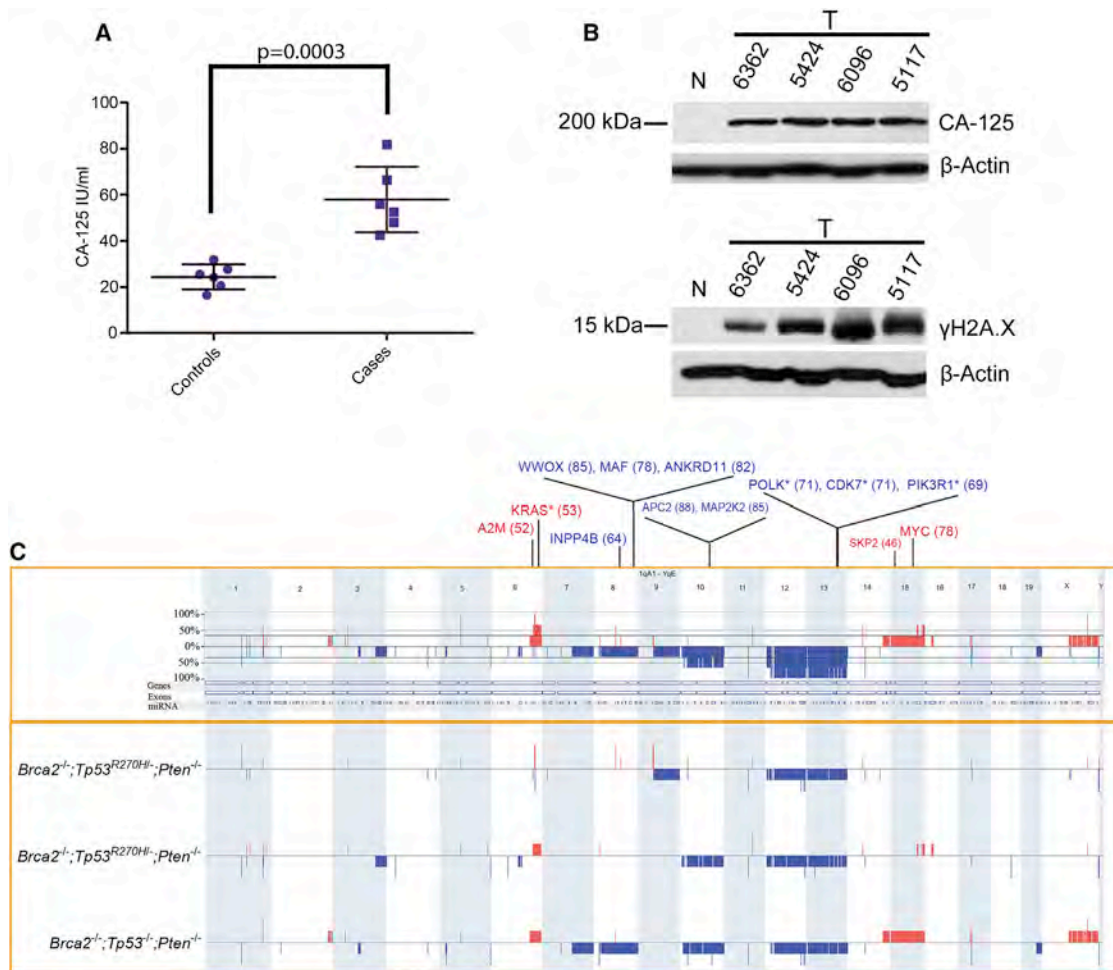 A
p=0.0003
100
80
60
40
20
0
CA-125 IU/ml
Controls
Cases
B
T
N
6362
5424
6096
5117
200 kDa
CA-125
β-Actin
T
N
6362
5424
6096
5117
15 kDa
γH2A.X
β-Actin
WWOX (85), MAF (78), ANKRD11 (82)
POLK* (71), CDK7* (71), PIK3R1* (69)
KRAS* (53)
APC2 (88), MAP2K2 (85)
A2M (52)
INPP4B (64)
SKP2 (46)
MYC (78)
C
1qA1 - YqE
1 2 3 4 5 6 7 8 9 10 11 12 13 14 15 16 17 18 19 X Y
100%
50%
0%
50%
100%
Genes
Exons
miRNA
Brca2-/-;Tp53R270H/-;Pten-/-
Brca2-/-;Tp53R270H/-;Pten-/-
Brca2-/-;Tp53-/-;Pten-/-